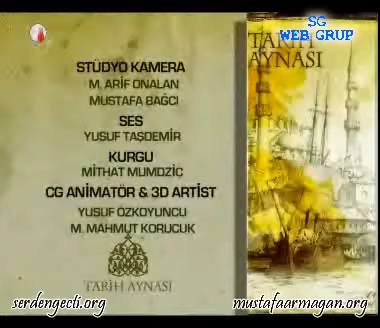 SG
WEB GRUP
TARİH
AYNASI
STÜDYO KAMERA
M. ARİF ONALAN
MUSTAFA BAĞCI
SES
YUSUF TAŞDEMİR
KURGU
MİTHAT MUMDZİÇ
CG ANİMATÖR & 3D ARTİST
YUSUF ÖZKOYUNCU
M. MAHMUT KORUCUK
TARİH AYNASI
serdengecti.org
mustafaarmagan.org